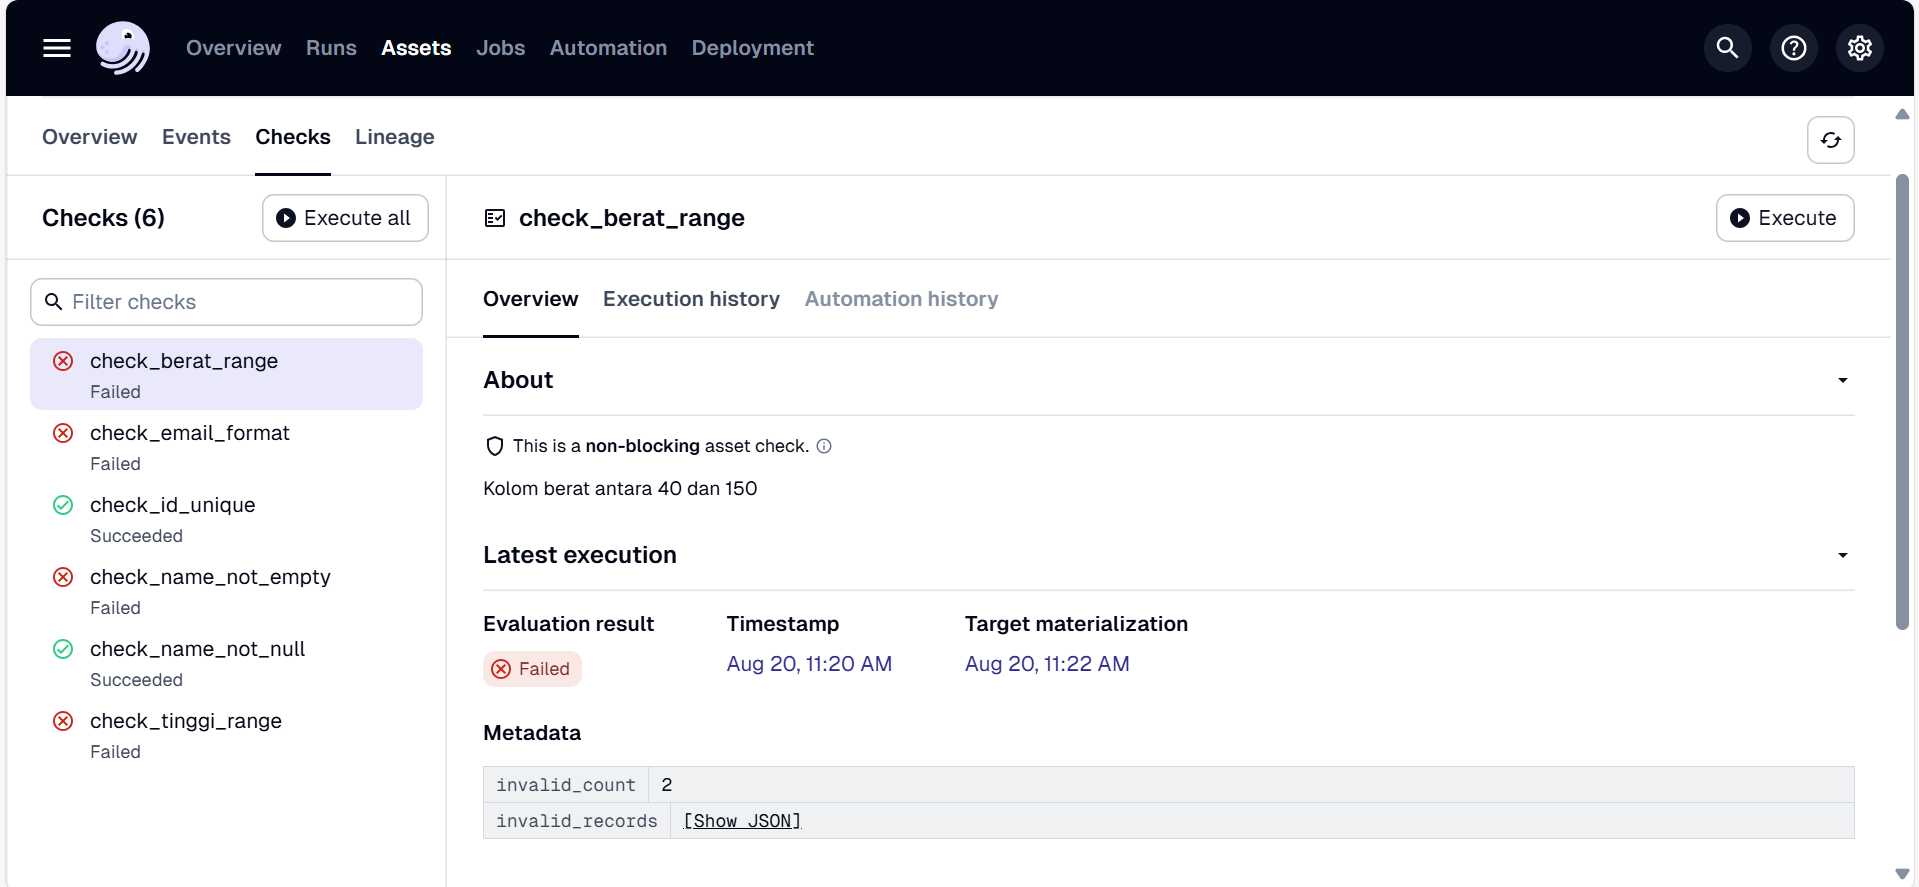 Overview Runs Assets Jobs Automation Deployment
Overview Events Checks Lineage
Checks (6)
Execute all
Filter checks
check_berat_range
Failed
check_email_format
Failed
check_id_unique
Succeeded
check_name_not_empty
Failed
check_name_not_null
Succeeded
check_tinggi_range
Failed
check_berat_range
Execute
Overview Execution history Automation history
About
This is a non-blocking asset check.
Kolom berat antara 40 dan 150
Latest execution
Evaluation result Timestamp Target materialization
Failed Aug 20, 11:20 AM Aug 20, 11:22 AM
Metadata
invalid_count 2
invalid_records [Show JSON]